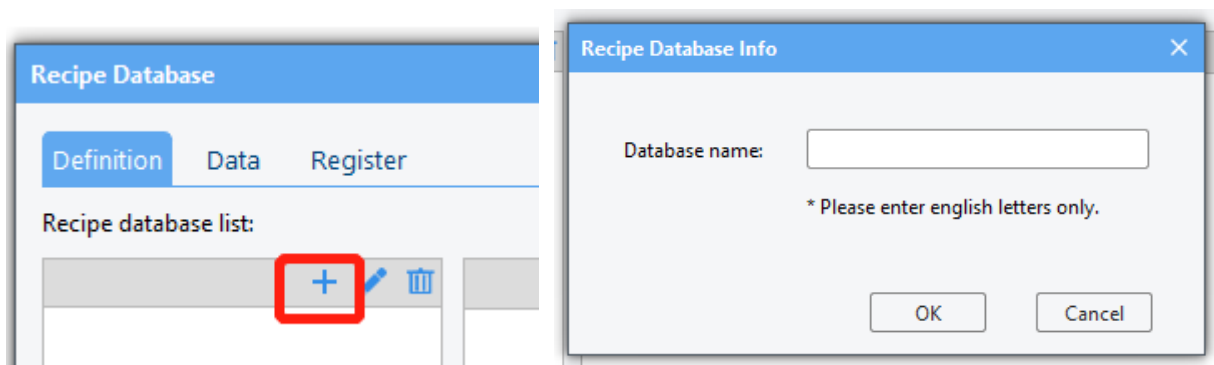 Recipe Database
Definition Data Register
Recipe database list:
Recipe Database Info
Database name:
* Please enter english letters only.
OK Cancel